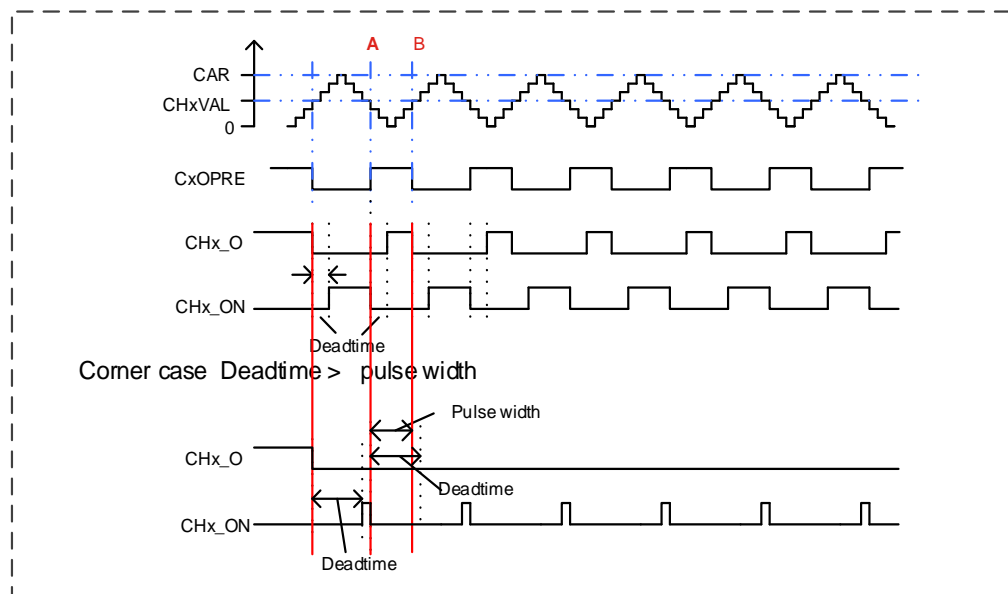 A B
CAR
CHxVAL
0
CxOPRE
CHx_O
CHx_ON
Deadtime
Corner case Deadtime > pulse width
Pulse width
CHx_O
Deadtime
CHx_ON
Deadtime